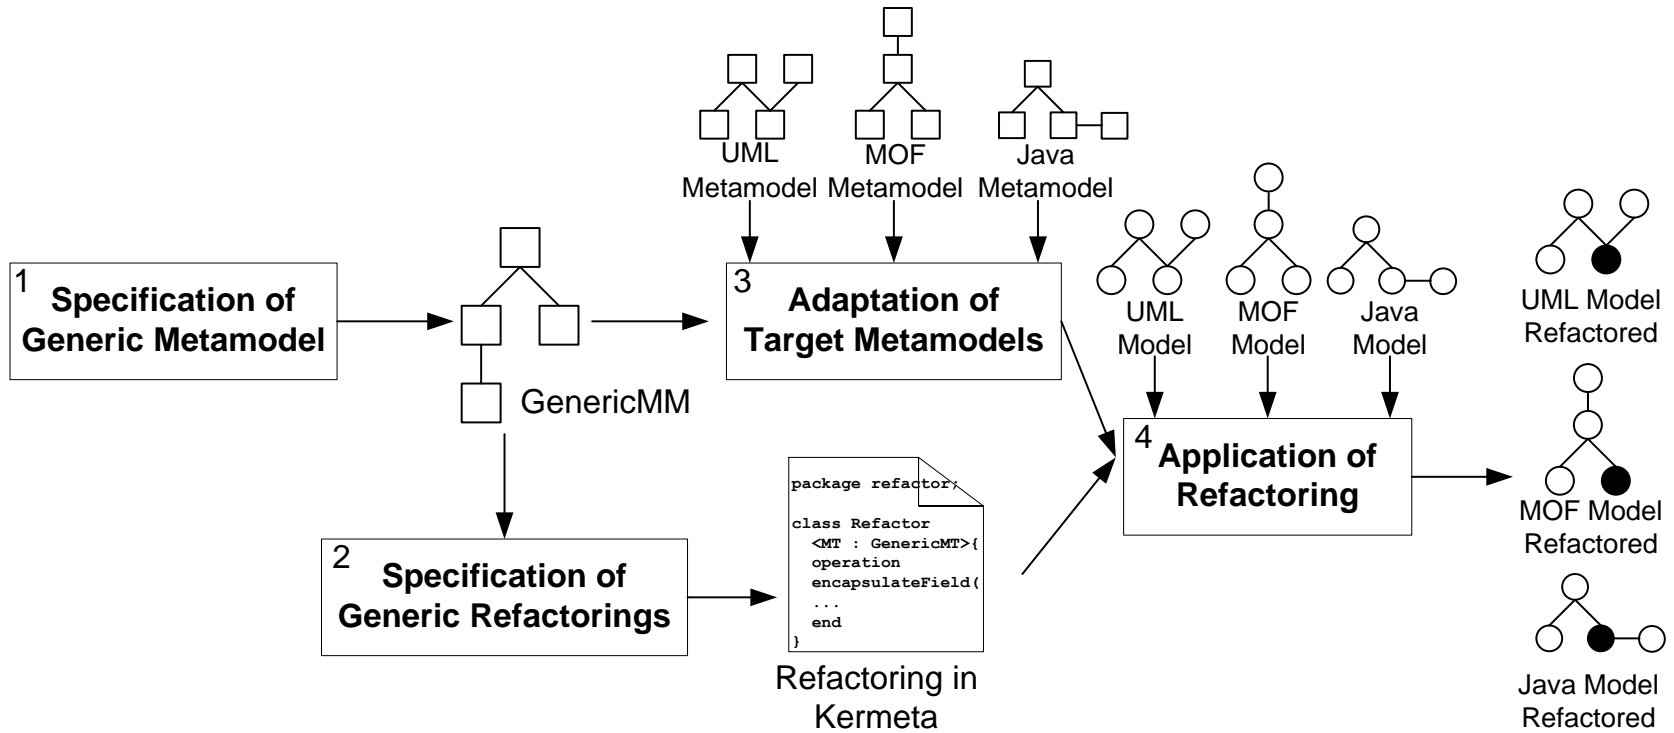 UML
Metamodel
MOF
Metamodel
Java
Metamodel
1
Specification of
Generic Metamodel
GenericMM
3
Adaptation of
Target Metamodels
UML
Model
MOF
Model
Java
Model
2
Specification of
Generic Refactorings
package refactor;
class Refactor
<MT : GenericMT>{
operation
encapsulateField(
...
end
}
Refactoring in
Kermeta
4
Application of
Refactoring
UML Model
Refactored
MOF Model
Refactored
Java Model
Refactored